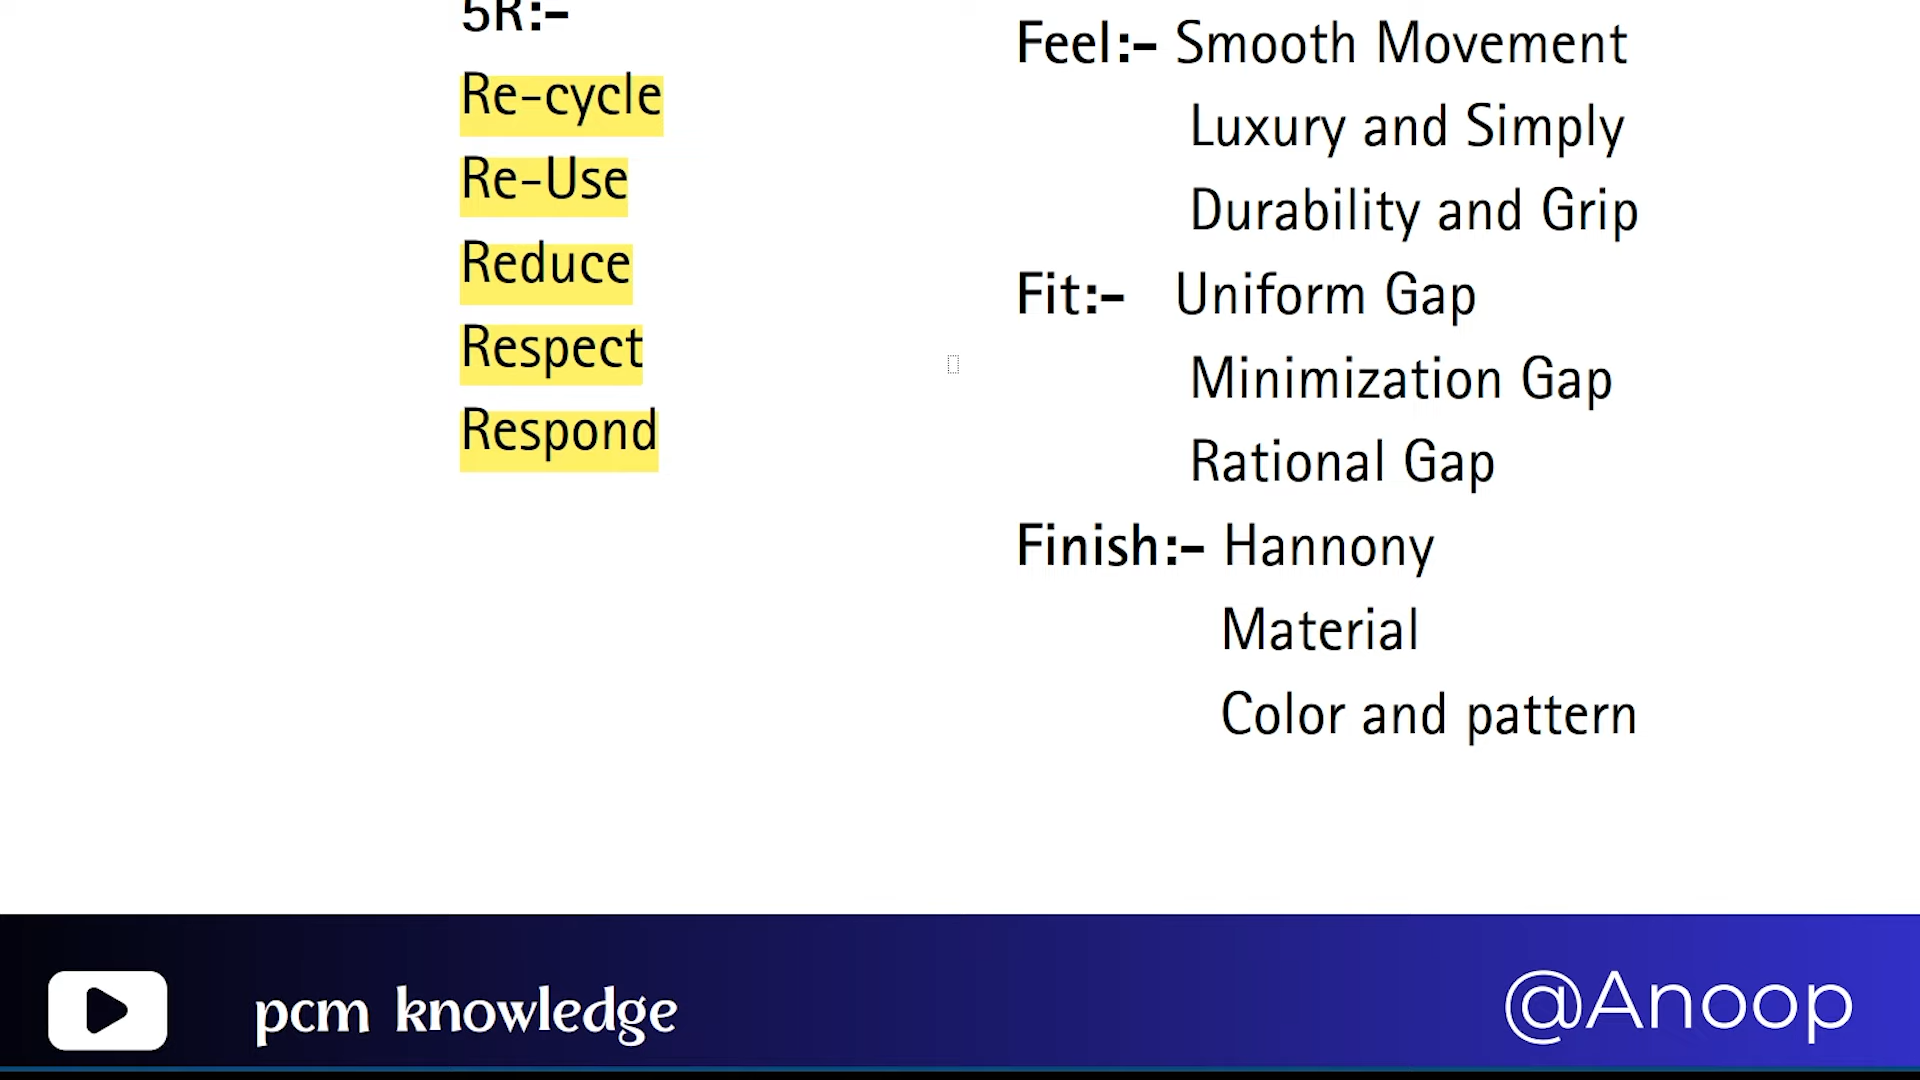 5R:-
Re-cycle
Re-Use
Reduce
Respect
Respond
Feel:- Smooth Movement
Luxury and Simply
Durability and Grip
Fit:- Uniform Gap
Minimization Gap
Rational Gap
Finish:- Hannony
Material
Color and pattern
pcm knowledge
@Anoop